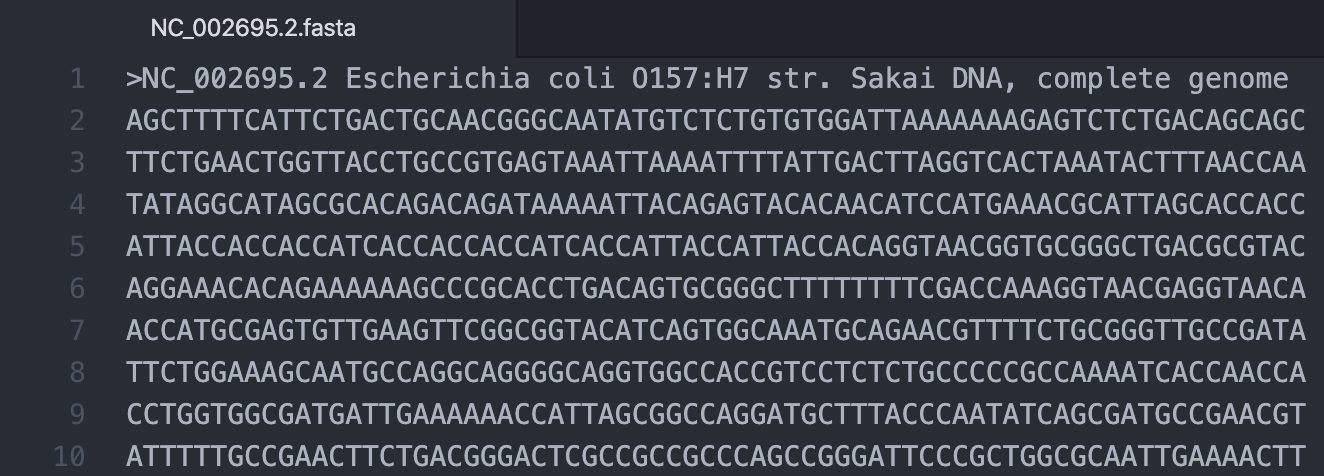 NC_002695.2.fasta
1 >NC_002695.2 Escherichia coli O157:H7 str. Sakai DNA, complete genome
2 AGCTTTTCATTCTGACTGCAACGGGCAATATGTCTCTGTGTGGATTAAAAAAAGAGTCTCTGACAGCAGC
3 TTCTGAACTGGTTACCTGCCGTGAGTAAATTAAAATTTTATTGACTTAGGTCACTAAATACTTTAACCAA
4 TATAGGCATAGCGCACAGACAGATAAAAATTACAGAGTACACAACATCCATGAAACGCATTAGCACCACC
5 ATTACCACCACCATCACCACCACCATCACCATTACCATTACCACAGGTAACGGTGCGGGCTGACGCGTAC
6 AGGAAACACAGAAAAAAGCCCGCACCTGACAGTGCGGGCTTTTTTTTTCGACCAAAGGTAACGAGGTAACA
7 ACCATGCGAGTGTTGAAGTTCGGCGGTACATCAGTGGCAAATGCAGAACGTTTTCTGCGGGTTGCCGATA
8 TTCTGGAAAGCAATGCCAGGCAGGGGCAGGTGGCCACCGTCCTCTCTGCCCCCGCCAAAATCACCAACCA
9 CCTGGTGGCGATGATTGAAAAAACCATTAGCGGCCAGGATGCTTTACCCAATATCAGCGATGCCGAACGT
10 ATTTTTGCCGAACTTCTGACGGGACTCGCCGCCGCCCAGCCGGGATTCCCGCTGGCGCAATTGAAAACTT